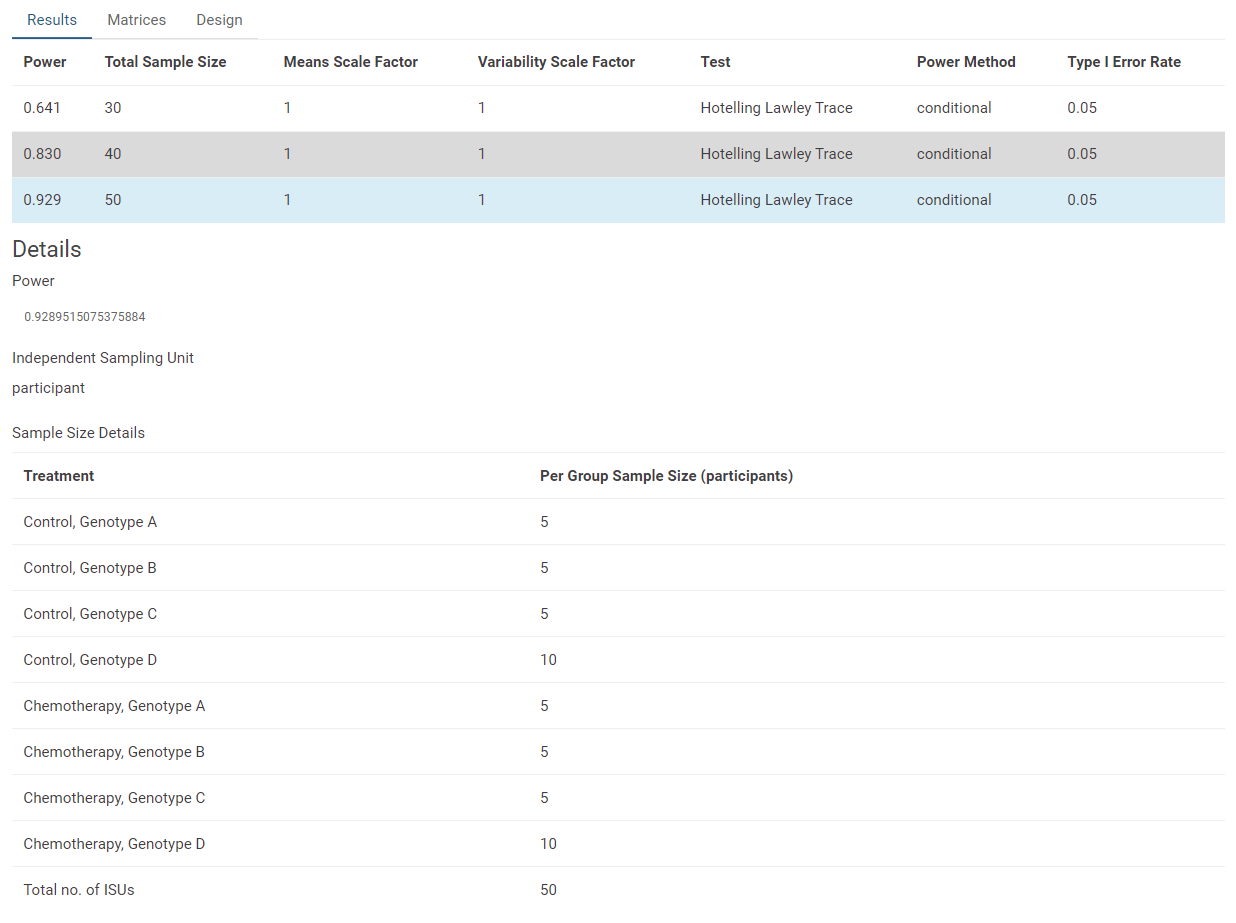 Results Matrices Design
Power Total Sample Size Means Scale Factor Variability Scale Factor Test Power Method Type I Error Rate
0.641 30 1 1 Hotelling Lawley Trace conditional 0.05
0.830 40 1 1 Hotelling Lawley Trace conditional 0.05
0.929 50 1 1 Hotelling Lawley Trace conditional 0.05
Details
Power
0.9289515075375884
Independent Sampling Unit
participant
Sample Size Details
Treatment Per Group Sample Size (participants)
Control, Genotype A 5
Control, Genotype B 5
Control, Genotype C 5
Control, Genotype D 10
Chemotherapy, Genotype A 5
Chemotherapy, Genotype B 5
Chemotherapy, Genotype C 5
Chemotherapy, Genotype D 10
Total no. of ISUs 50